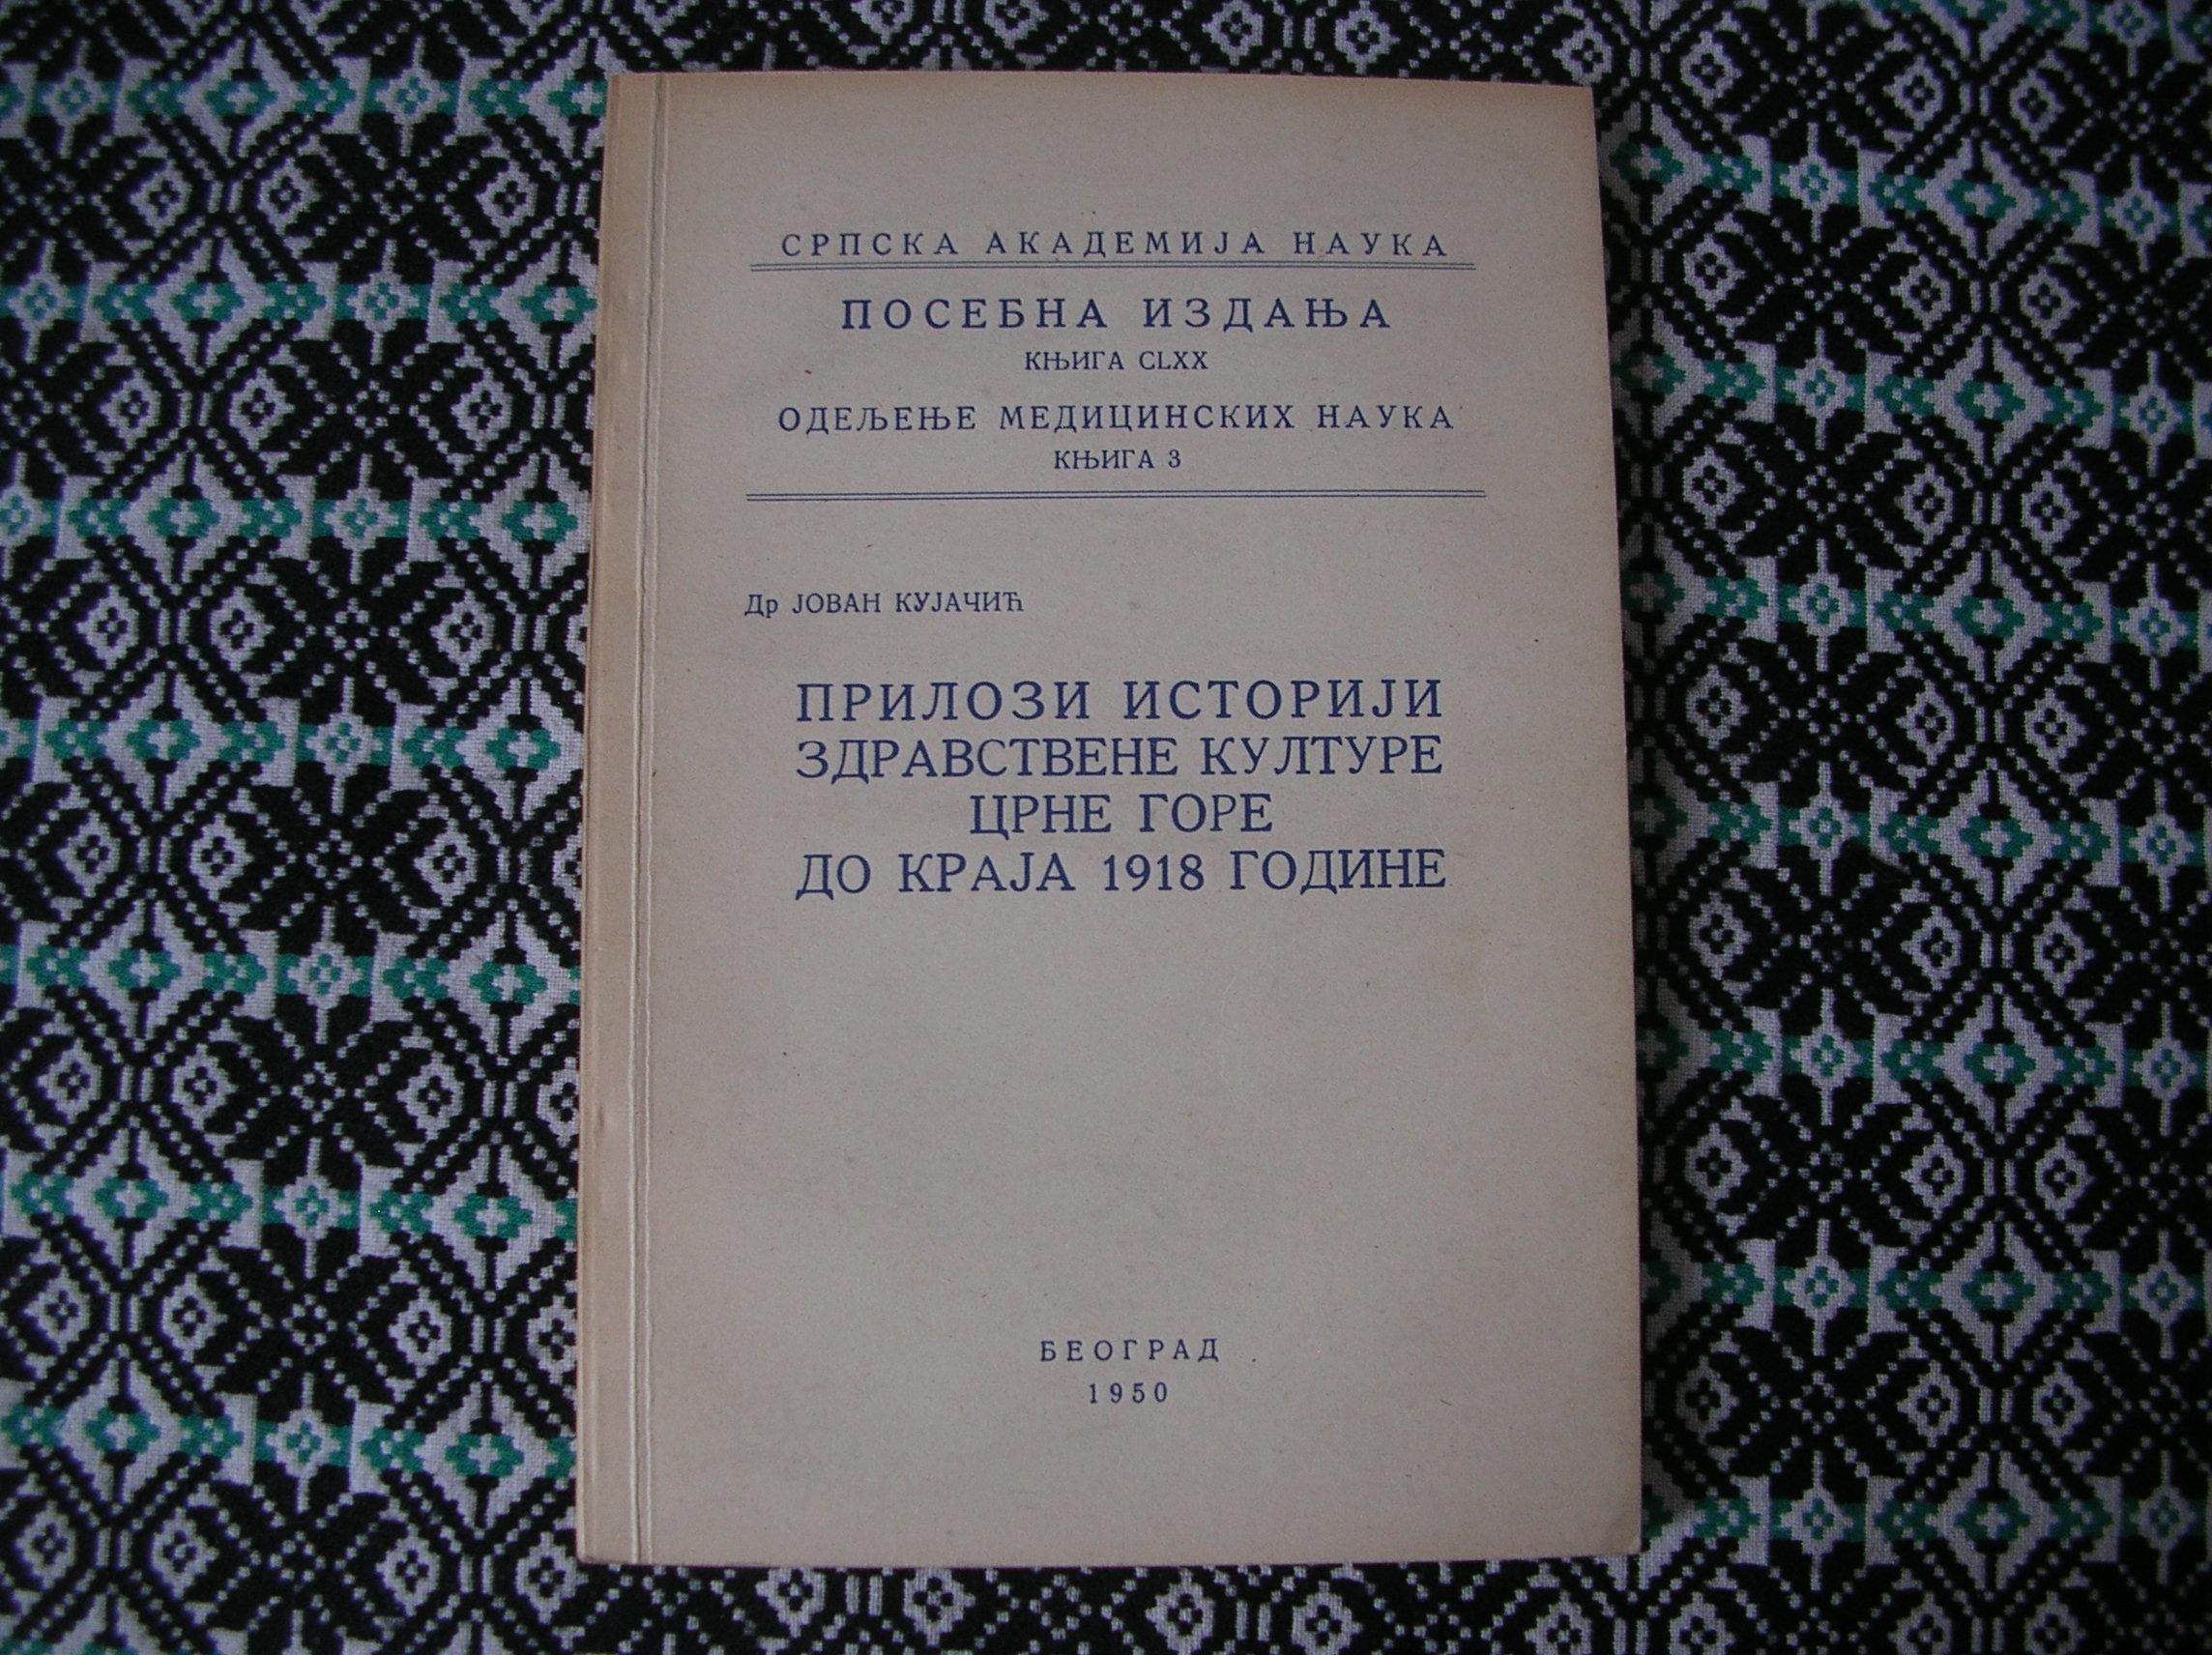 СРПСКА АКАДЕМИЈА НАУКА
ПОСЕБНА ИЗДАЊА
КЊИГА CLXX
ОДЕЉЕЊЕ МЕДИЦИНСКИХ НАУКА
КЊИГА 3
Др ЈОВАН КУЈАЧИЋ
ПРИЛОЗИ ИСТОРИЈИ
ЗДРАВСТВЕНЕ КУЛТУРЕ
ЦРНЕ ГОРЕ
ДО КРАЈА 1918 ГОДИНЕ
БЕОГРАД
1950